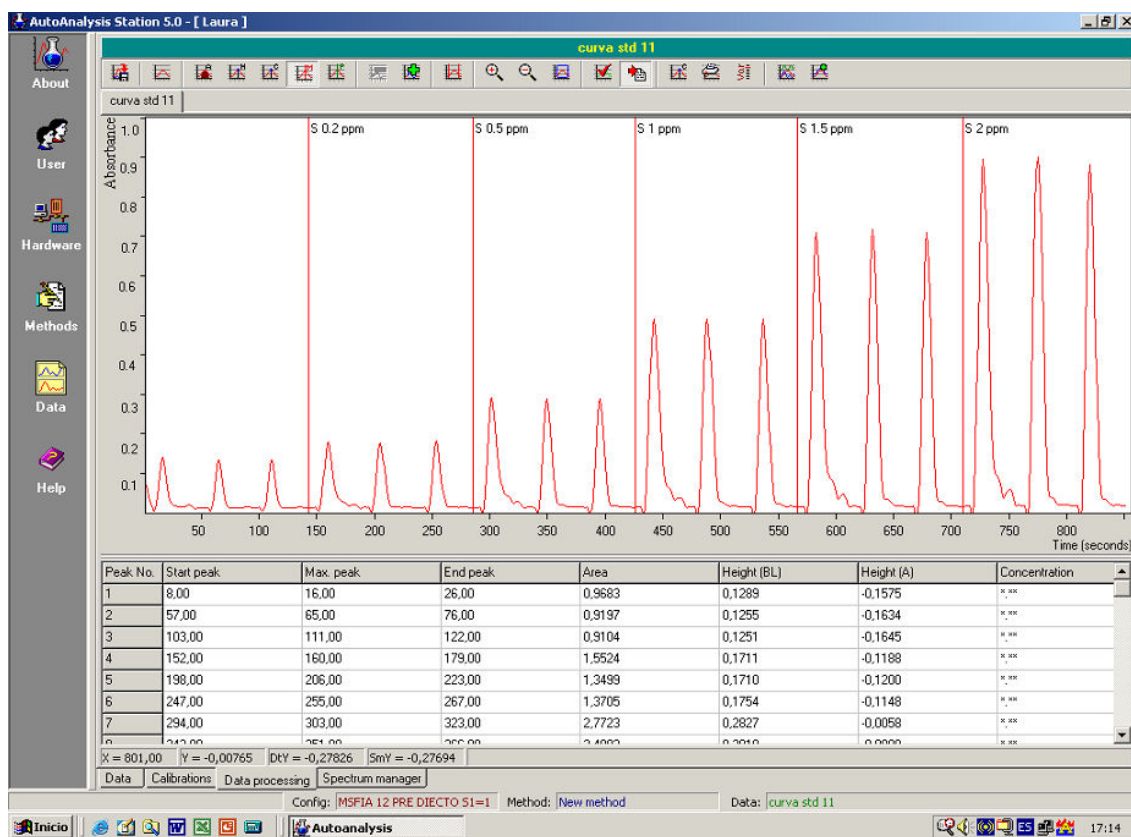 AutoAnalysis Station 5.0 - [ Laura ]
About
User
Hardware
Methods
Data
Help
curva std 11
curva std 11
Absorbance
1.0
0.9
0.8
0.7
0.6
0.5
0.4
0.3
0.2
0.1
S 0.2 ppm
S 0.5 ppm
S 1 ppm
S 1.5 ppm
S 2 ppm
50 100 150 200 250 300 350 400 450 500 550 600 650 700 750 800
Time (seconds)
Peak No. Start peak Max. peak End peak Area Height (BL) Height (A) Concentration
1 8,00 16,00 26,00 0,9683 0,1289 -0,1575 *,**
2 57,00 65,00 76,00 0,9197 0,1255 -0,1634 *,**
3 103,00 111,00 122,00 0,9104 0,1251 -0,1645 *,**
4 152,00 160,00 179,00 1,5524 0,1711 -0,1188 *,**
5 198,00 206,00 223,00 1,3499 0,1710 -0,1200 *,**
6 247,00 255,00 267,00 1,3705 0,1754 -0,1148 *,**
7 294,00 303,00 323,00 2,7723 0,2827 -0,0058 *,**
X = 801,00 Y = -0,00765 DtY = -0,27826 SmY = -0,27694
Data Calibrations Data processing Spectrum manager
Config: MSFIA 12 PRE DIECTO S1=1 Method: New method Data: curva std 11
Inicio Autoanalysis ES 17:14